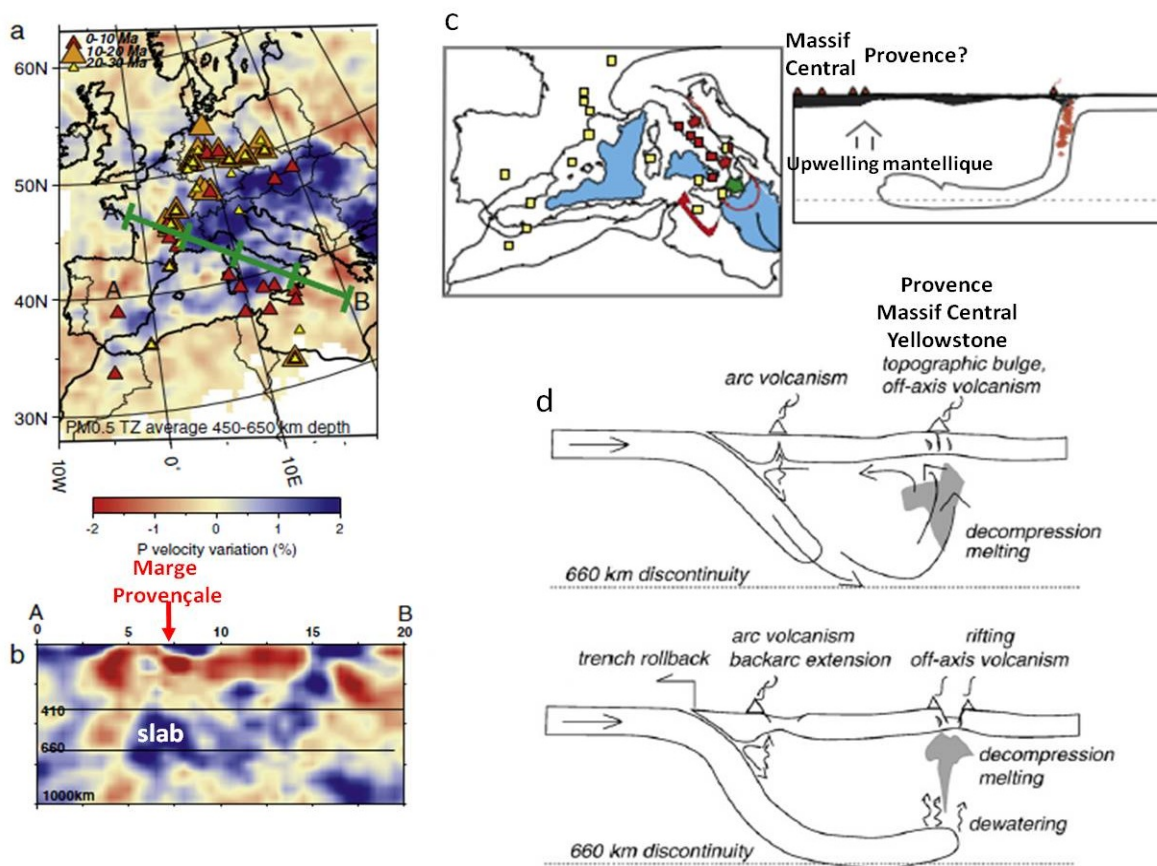 a
0-10 Ma
10-20 Ma
20-30 Ma
60N
50N
40N
30N
A
A
B
PM0.5 TZ average 450-650 km depth
10W
0°
10E
-2 -1 0 1 2
P velocity variation (%)
Marge
Provençale
A B
0 5 10 15 20
b
410
slab
660
1000km
c
Massif
Central
Provence?
Upwelling mantellique
Provence
Massif Central
Yellowstone
topographic bulge,
off-axis volcanism
arc volcanism
d
decompression
melting
660 km discontinuity
arc volcanism
backarc extension
rifting
off-axis volcanism
trench rollback
decompression
melting
dewatering
660 km discontinuity